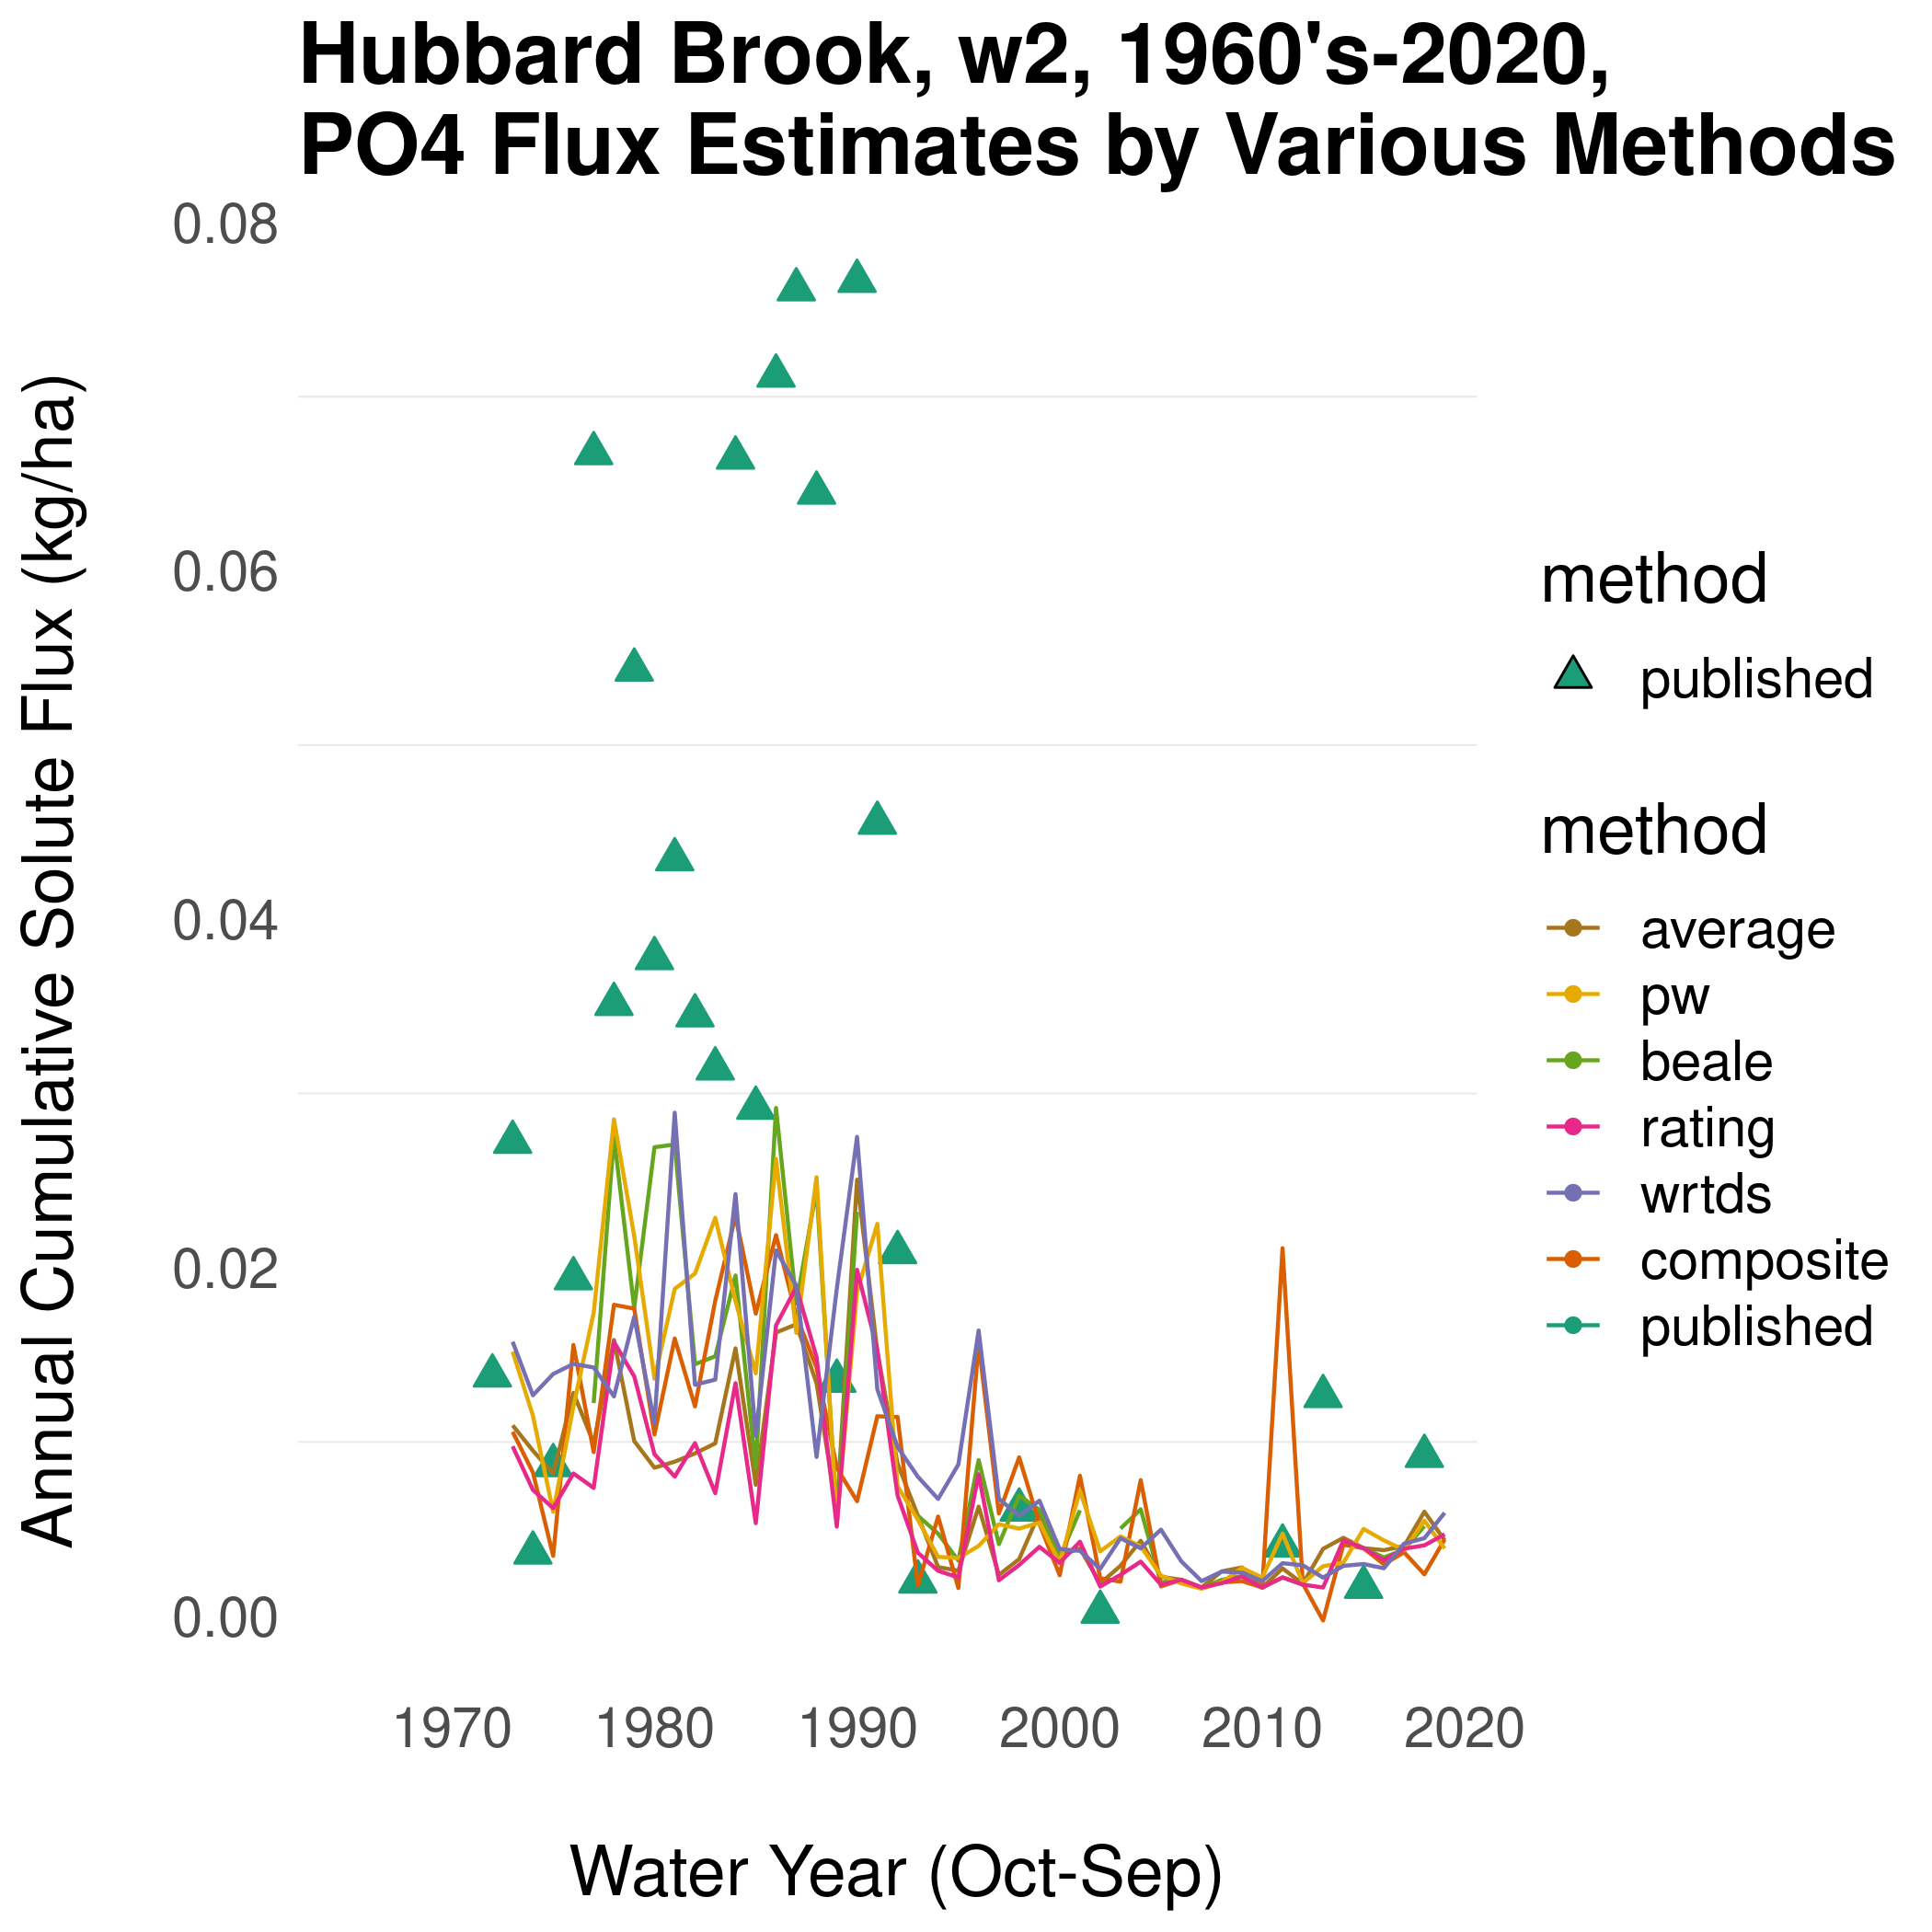 Hubbard Brook, w2, 1960's-2020,
PO4 Flux Estimates by Various Methods
Annual Cumulative Solute Flux (kg/ha)
0.08
0.06
0.04
0.02
0.00
1970 1980 1990 2000 2010 2020
Water Year (Oct-Sep)
method
published
method
average
pw
beale
rating
wrtds
composite
published